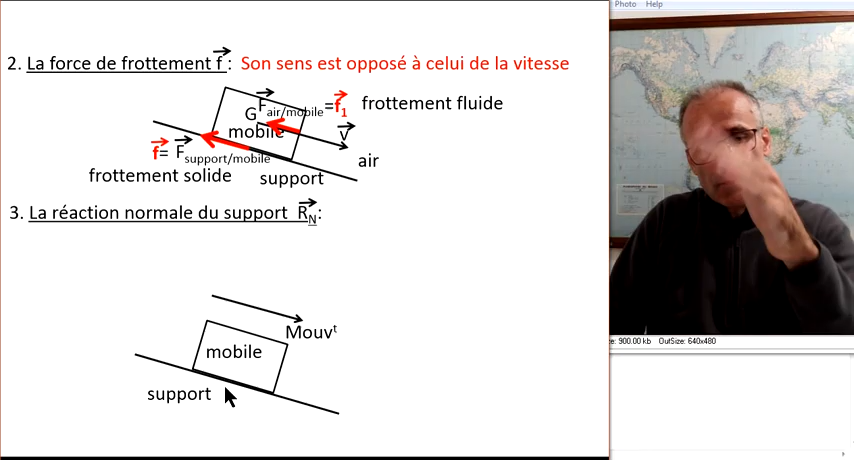 Photo Help
2. La force de frottement f : Son sens est opposé à celui de la vitesse
G F air/mobile = f1 frottement fluide
mobile v
f = F support/mobile air
frottement solide support
3. La réaction normale du support RN:
Mouvt
mobile
support
ze: 900.00 kb OutSize: 640x480